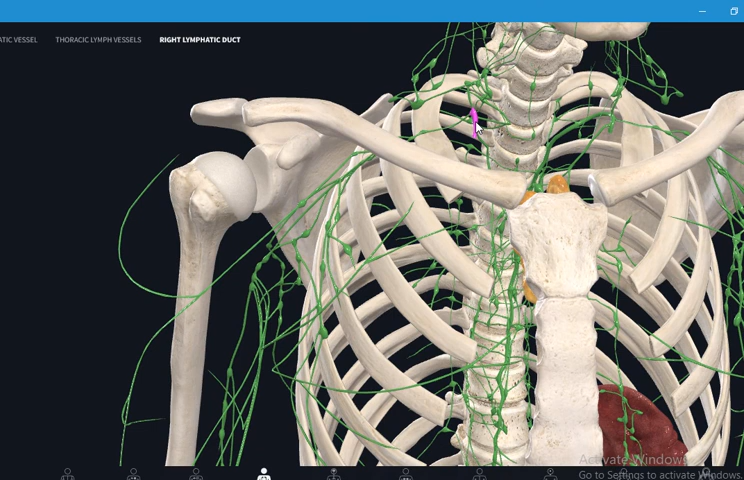 ATIC VESSEL THORACIC LYMPH VESSELS RIGHT LYMPHATIC DUCT
Activate Windows
Go to Settings to activate Windows.